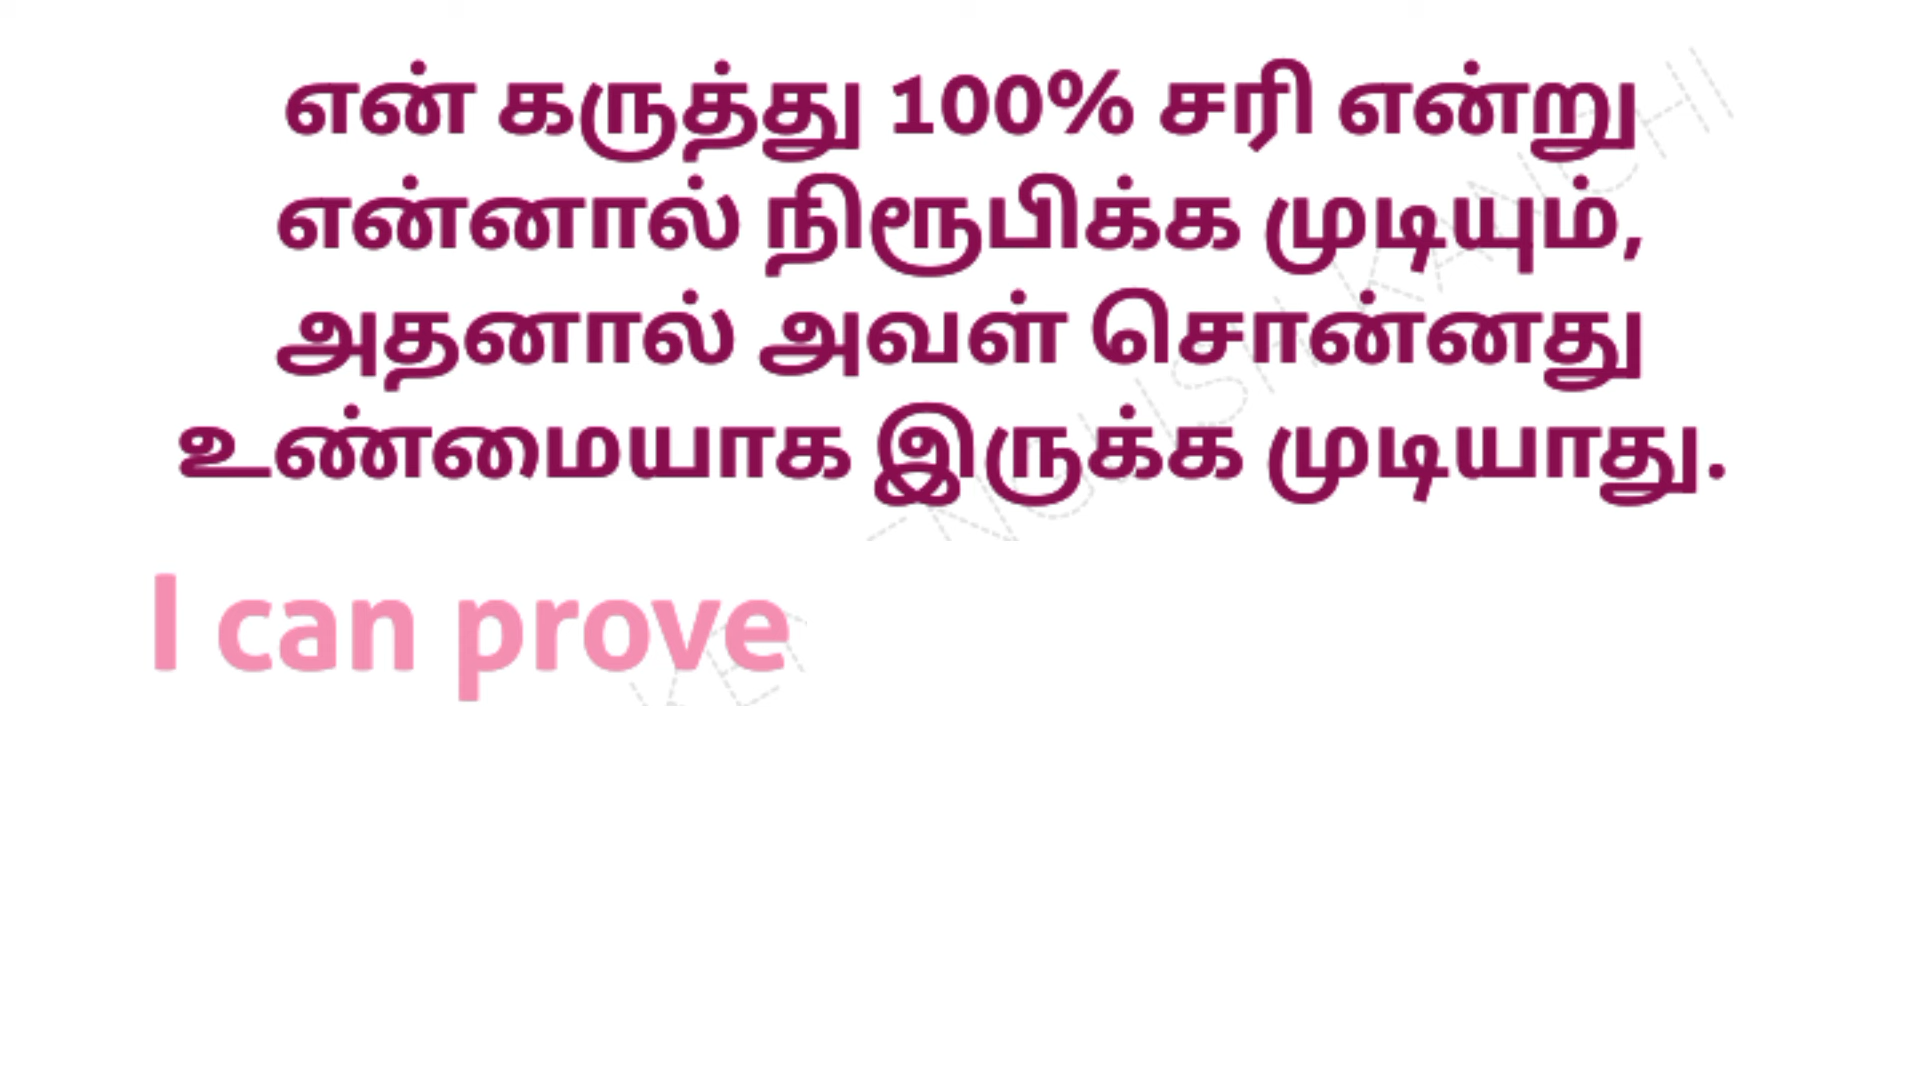 என் கருத்து 100% சரி என்று
என்னால் நிரூபிக்க முடியும்,
அதனால் அவள் சொன்னது
உண்மையாக இருக்க முடியாது.
I can prove